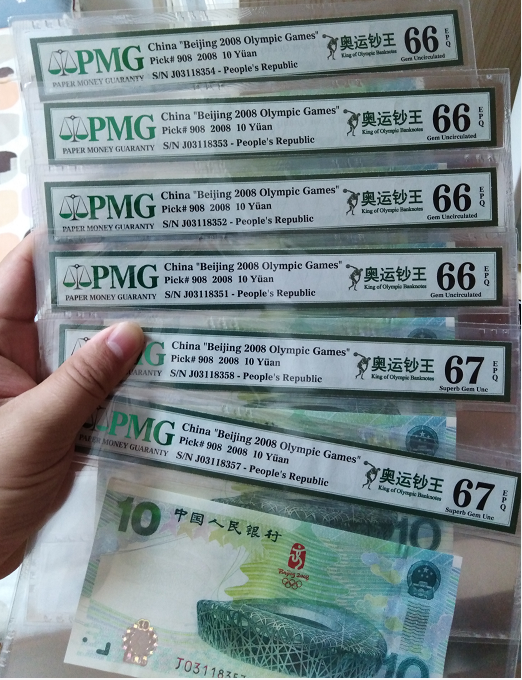 PMG
PAPER MONEY GUARANTY
China "Beijing 2008 Olympic Games"
Pick# 908 2008 10 Yüan
S/N J03118354 - People's Republic
奥运钞王
King of Olympic Banknotes
66 EPQ
Gem Uncirculated
PMG
PAPER MONEY GUARANTY
China "Beijing 2008 Olympic Games"
Pick# 908 2008 10 Yüan
S/N J03118353 - People's Republic
奥运钞王
King of Olympic Banknotes
66 EPQ
Gem Uncirculated
PMG
PAPER MONEY GUARANTY
China "Beijing 2008 Olympic Games"
Pick# 908 2008 10 Yüan
S/N J03118352 - People's Republic
奥运钞王
King of Olympic Banknotes
66 EPQ
Gem Uncirculated
PMG
PAPER MONEY GUARANTY
China "Beijing 2008 Olympic Games"
Pick# 908 2008 10 Yüan
S/N J03118351 - People's Republic
奥运钞王
King of Olympic Banknotes
66 EPQ
Gem Uncirculated
G
ARANTY
China "Beijing 2008 Olympic Games"
Pick# 908 2008 10 Yüan
S/N J03118358 - People's Republic
奥运钞王
King of Olympic Banknotes
67 EPQ
Superb Gem Unc
PMG
MONEY GUARANTY
China "Beijing 2008 Olympic Games"
Pick# 908 2008 10 Yüan
S/N J03118357 - People's Republic
奥运钞王
King of Olympic Banknotes
67 EPQ
Superb Gem Unc
10
中国人民银行
10
Beijing 2008
J03118357
10